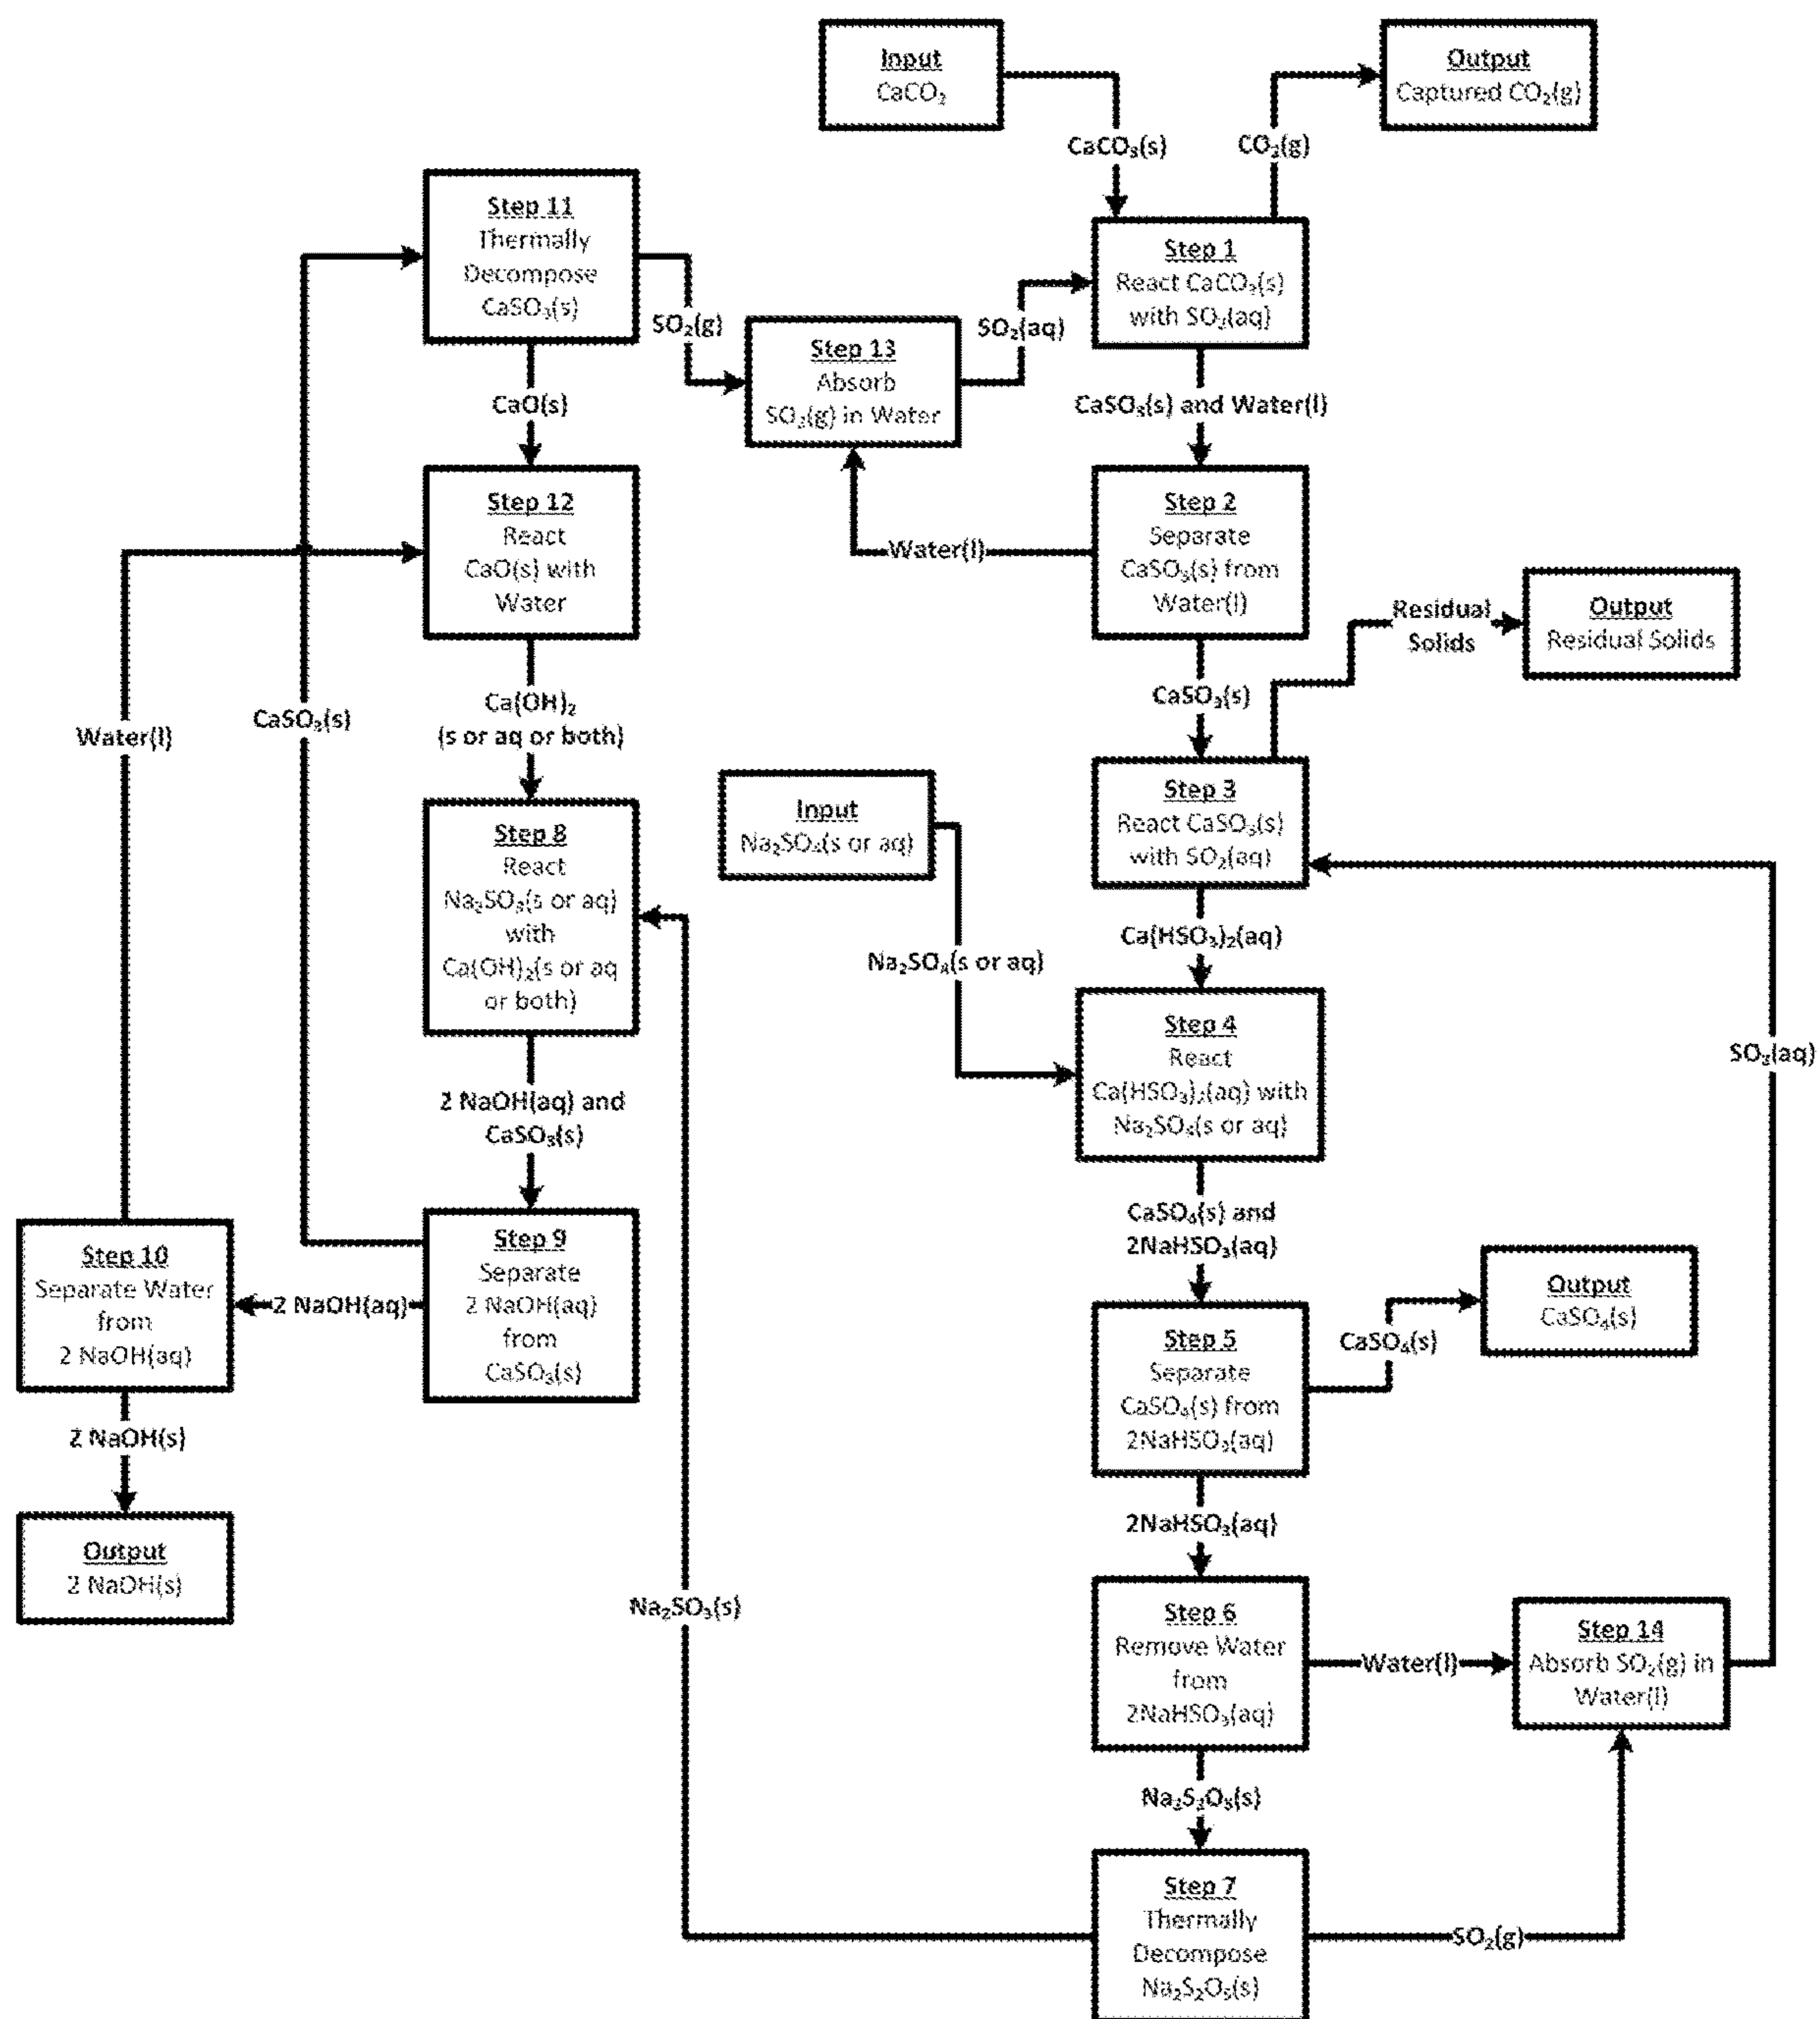 Input
CaCO₂
Output
Captured CO₂(g)
CaCO₃(s)
CO₂(g)
Step 11
Thermally
Decompose
CaSO₃(s)
Step 1
React CaCO₃(s)
with SO₂(aq)
SO₂(g)
SO₂(aq)
Step 13
Absorb
SO₂(g) in Water
CaO(s)
CaSO₃(s) and Water(l)
Step 12
React
CaO(s) with
Water
Step 2
Separate
CaSO₃(s) from
Water(l)
Water(l)
Residual
Solids
Output
Residual Solids
Ca(OH)₂
(s or aq or both)
CaSO₃(s)
CaSO₃(s)
Water(l)
Step 8
React
Na₂SO₃(s or aq)
with
Ca(OH)₂(s or aq
or both)
Input
Na₂SO₄(s or aq)
Step 3
React CaSO₃(s)
with SO₂(aq)
Ca(HSO₃)₂(aq)
Na₂SO₄(s or aq)
Step 4
React
Ca(HSO₃)₂(aq) with
Na₂SO₄(s or aq)
SO₂(aq)
2 NaOH(aq) and
CaSO₃(s)
CaSO₄(s) and
2NaHSO₃(aq)
Step 10
Separate Water
from
2 NaOH(aq)
2 NaOH(aq)
Step 9
Separate
2 NaOH(aq)
from
CaSO₃(s)
Step 5
Separate
CaSO₄(s) from
2NaHSO₃(aq)
CaSO₄(s)
Output
CaSO₄(s)
2 NaOH(s)
Output
2 NaOH(s)
2NaHSO₃(aq)
Na₂SO₃(s)
Step 6
Remove Water
from
2NaHSO₃(aq)
Water(l)
Step 14
Absorb SO₂(g) in
Water(l)
Na₂S₂O₅(s)
Step 7
Thermally
Decompose
Na₂S₂O₅(s)
SO₂(g)